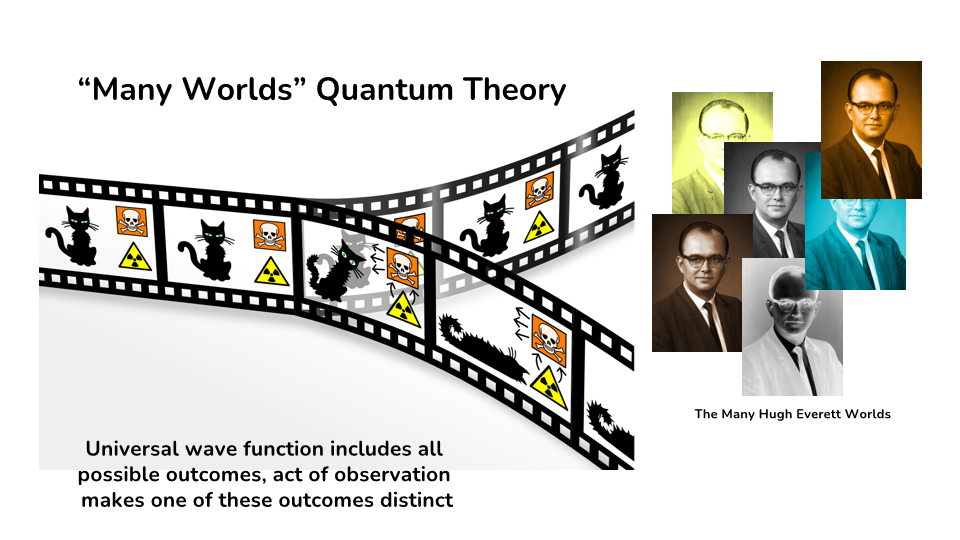 “Many Worlds” Quantum Theory
Universal wave function includes all
possible outcomes, act of observation
makes one of these outcomes distinct
The Many Hugh Everett Worlds